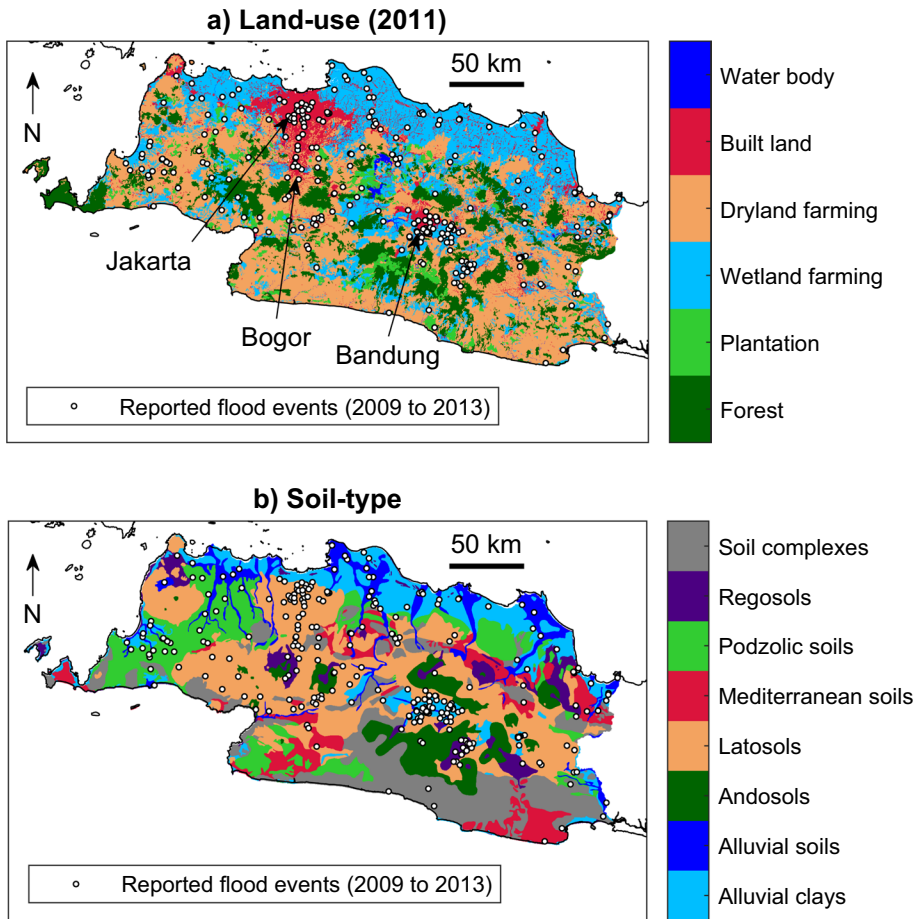 a) Land-use (2011)
50 km
N
Jakarta
Bogor
Bandung
Reported flood events (2009 to 2013)
Water body
Built land
Dryland farming
Wetland farming
Plantation
Forest
b) Soil-type
50 km
N
Reported flood events (2009 to 2013)
Soil complexes
Regosols
Podzolic soils
Mediterranean soils
Latosols
Andosols
Alluvial soils
Alluvial clays